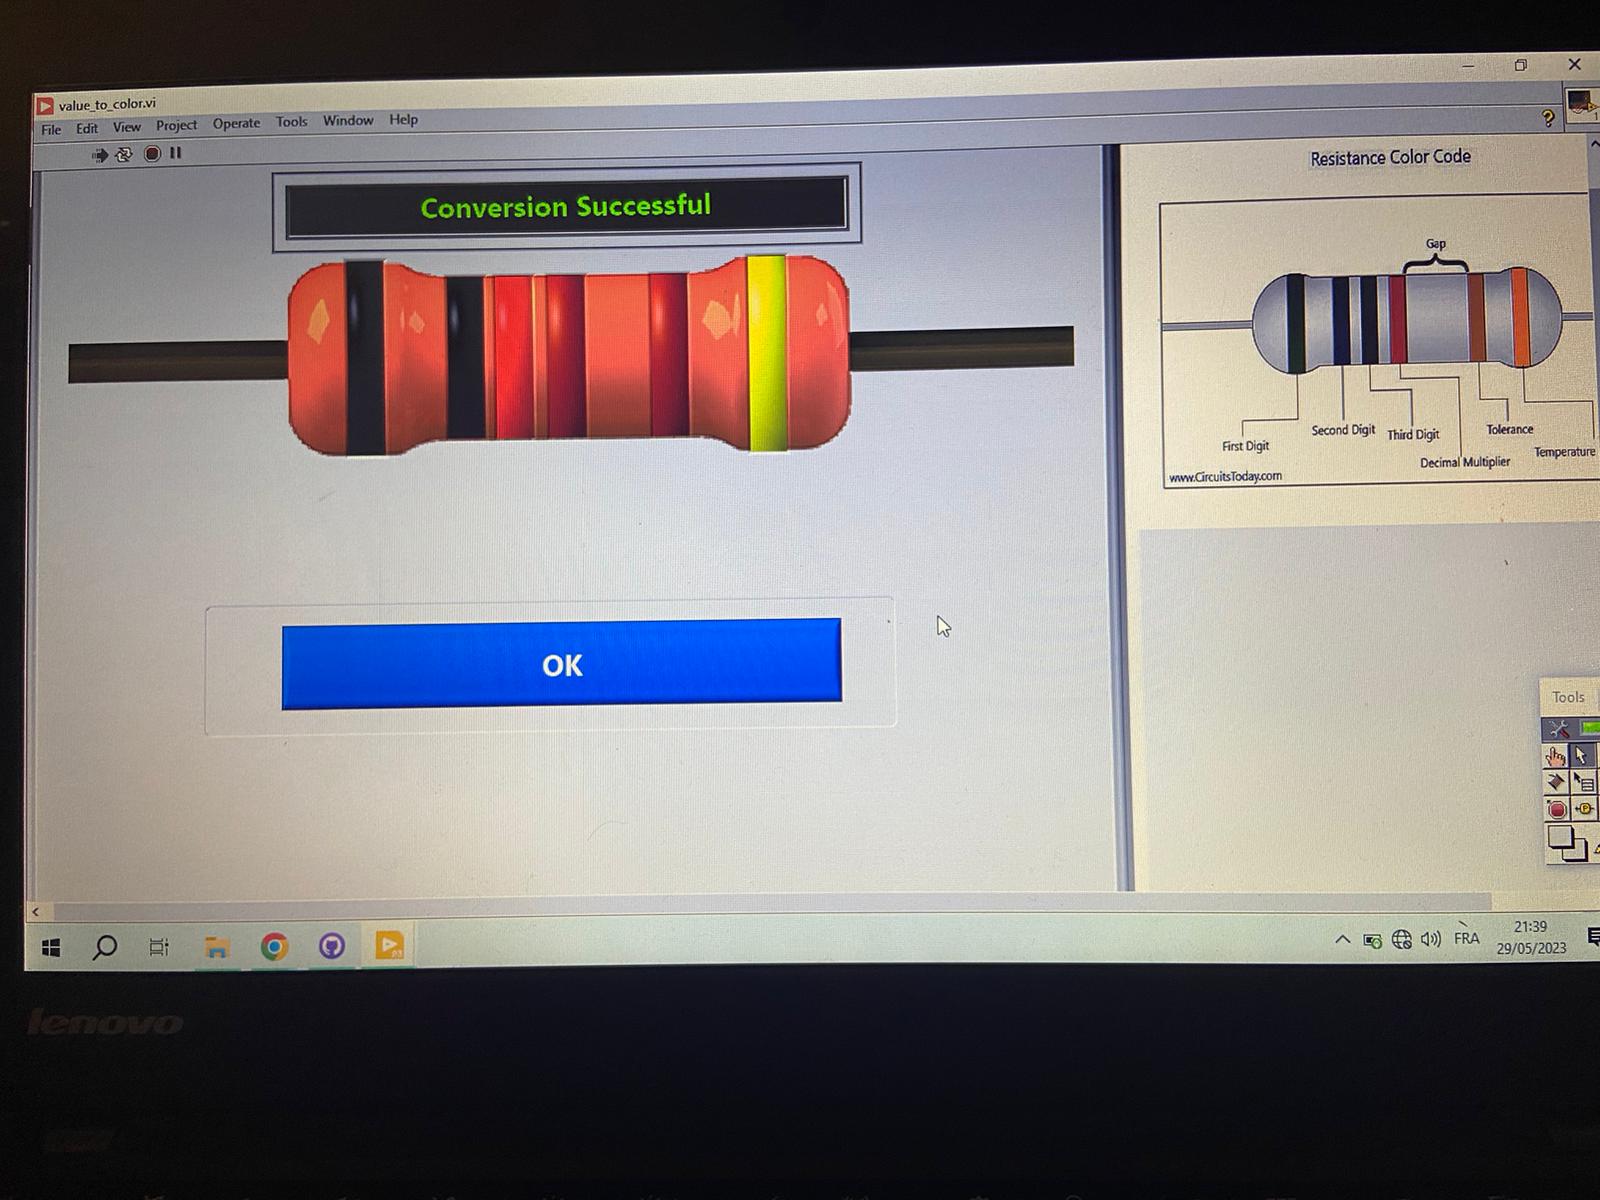 value_to_color.vi
File Edit View Project Operate Tools Window Help
Conversion Successful
OK
Resistance Color Code
Gap
First Digit
Second Digit
Third Digit
Decimal Multiplier
Tolerance
Temperature
www.CircuitsToday.com
Tools
FRA
21:39
29/05/2023
lenovo